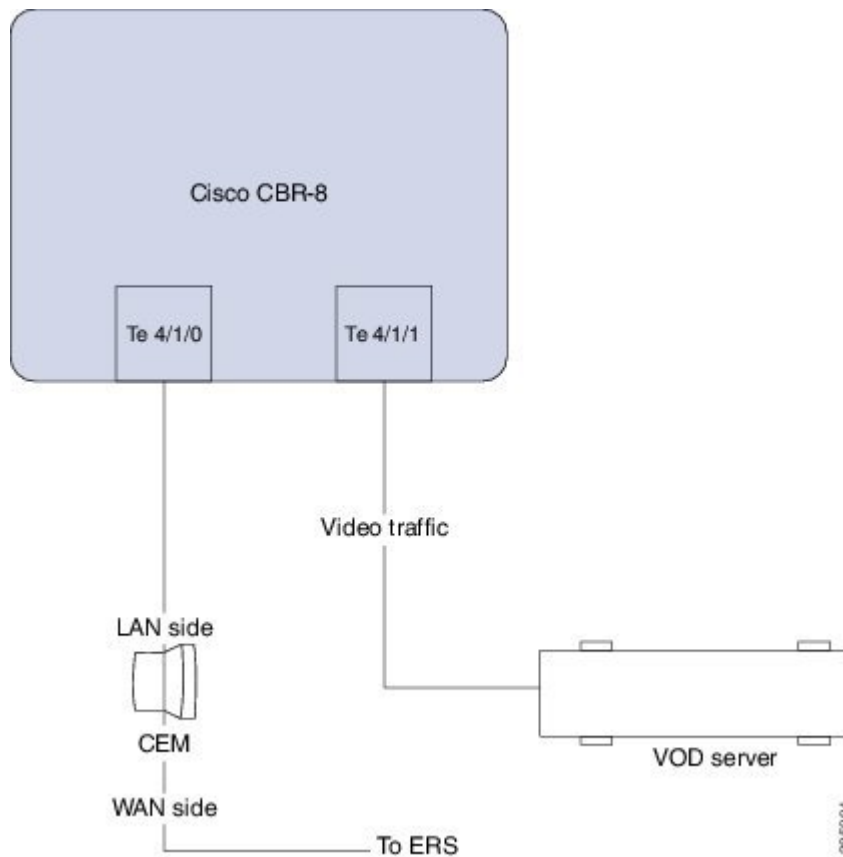 Cisco CBR-8
Te 4/1/0
Te 4/1/1
Video traffic
LAN side
CEM
VOD server
WAN side
To ERS